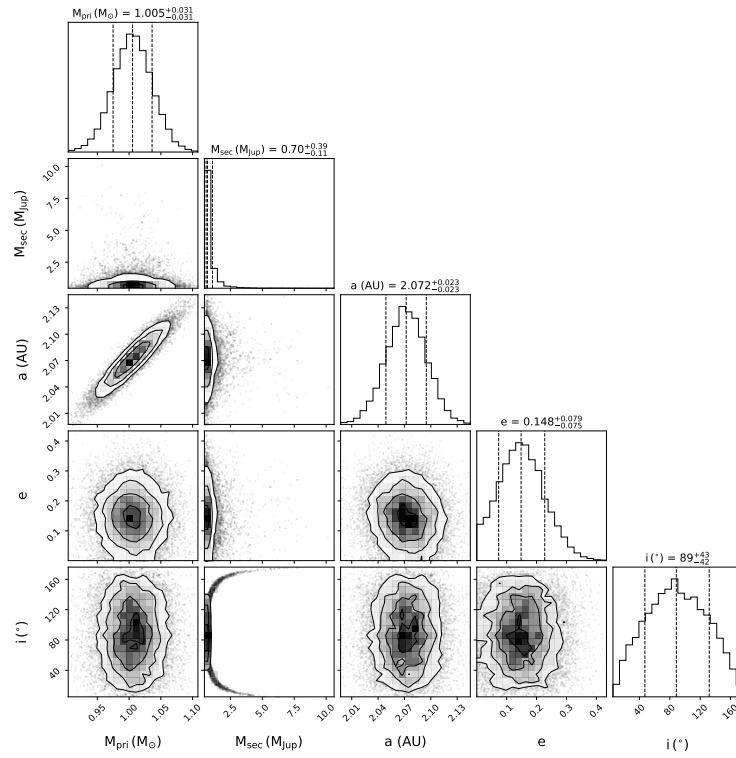 M_pri (M_⊙) = 1.005^{+0.031}_{−0.031}
10.0
7.5
5.0
2.5
M_sec (M_Jup)
M_sec (M_Jup) = 0.70^{+0.39}_{−0.11}
2.13
2.10
2.07
2.04
2.01
a (AU)
a (AU) = 2.072^{+0.023}_{−0.023}
0.4
0.3
0.2
0.1
e
e = 0.148^{+0.079}_{−0.075}
160
120
80
40
i (°)
i (°) = 89^{+43}_{−42}
0.95 1.00 1.05 1.10
2.5 5.0 7.5 10.0
2.01 2.04 2.07 2.10 2.13
0.1 0.2 0.3 0.4
40 80 120 160
M_pri (M_⊙) M_sec (M_Jup) a (AU) e i (°)